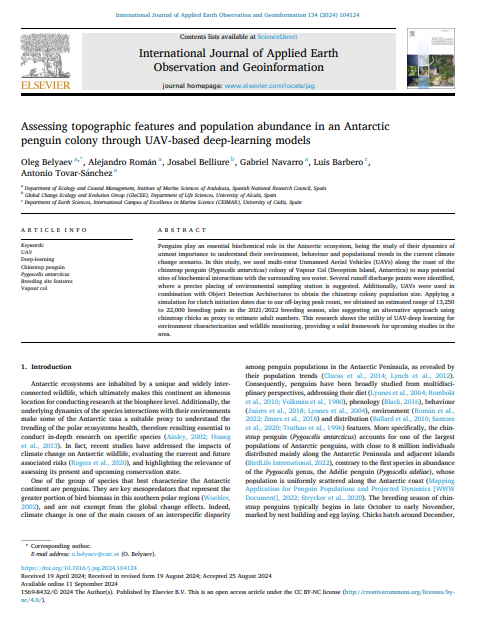 International Journal of Applied Earth Observation and Geoinformation 134 (2024) 104124
Contents lists available at ScienceDirect
International Journal of Applied Earth
Observation and Geoinformation
ELSEVIER
journal homepage: www.elsevier.com/locate/jag
Assessing topographic features and population abundance in an Antarctic
penguin colony through UAV-based deep-learning models
Oleg Belyaev a,*, Alejandro Román a, Josabel Belliure b, Gabriel Navarro a, Luis Barbero c,
Antonio Tovar-Sánchez a
a Department of Ecology and Coastal Management, Institute of Marine Sciences of Andalusia, Spanish National Research Council, Spain
b Global Change Ecology and Evolution Group (GloCEE), Department of Life Sciences, University of Alcalá, Spain
c Department of Earth Sciences, International Campus of Excellence in Marine Science (CEIMAR), University of Cádiz, Spain
ARTICLE INFO
Keywords:
UAV
Deep-learning
Chinstrap penguin
Pygoscelis antarcticus
Breeding site features
Vapour col
ABSTRACT
Penguins play an essential biochemical role in the Antarctic ecosystem, being the study of their dynamics of
utmost importance to understand their environment, behaviour and population trends in the current climate
change scenario. In this study, we used multi-rotor Unmanned Aerial Vehicles (UAVs) along the coast of the
chinstrap penguin (Pygoscelis antarcticus) colony of Vapour Col (Deception Island, Antarctica) to map potential
sites of biochemical interactions with the surrounding sea water. Several runoff discharge points were identified,
where a precise placing of environmental sampling station is suggested. Additionally, UAVs were used in
combination with Object Detection Architectures to obtain the chinstrap colony population size. Applying a
simulation for clutch initiation dates due to our off-laying peak count, we obtained an estimated range of 13,250
to 22,000 breeding pairs in the 2021/2022 breeding season, also suggesting an alternative approach using
chinstrap chicks as proxy to estimate adult numbers. This research shows the utility of UAV-deep learning for
environment characterization and wildlife monitoring, providing a solid framework for upcoming studies in the
area.
1. Introduction
Antarctic ecosystems are inhabited by a unique and widely inter-
connected wildlife, which ultimately makes this continent an idoneous
location for conducting research at the biosphere level. Additionally, the
underlying dynamics of the species interactions with their environments
make some of the Antarctic taxa a suitable proxy to understand the
trending of the polar ecosystems health, therefore resulting essential to
conduct in-depth research on specific species (Ainley, 2002; Huang
et al., 2013). In fact, recent studies have addressed the impacts of
climate change on Antarctic wildlife, evaluating the current and future
associated risks (Rogers et al., 2020), and highlighting the relevance of
assessing its present and upcoming conservation state.
One of the group of species that best characterize the Antarctic
continent are penguins. They are key mesopredators that represent the
greater portion of bird biomass in this southern polar regions (Woehler,
2002), and are not exempt from the global change effects. Indeed,
climate change is one of the main causes of an interspecific disparity
among penguin populations in the Antarctic Peninsula, as revealed by
their population trends (Clucas et al., 2014; Lynch et al., 2012).
Consequently, penguins have been broadly studied from multidisci-
plinary perspectives, addressing their diet (Lynnes et al., 2004; Rombolá
et al., 2010; Volkman et al., 1980), phenology (Black, 2016), behaviour
(Juáres et al., 2018; Lynnes et al., 2004), environment (Román et al.,
2022; Zmarz et al., 2018) and distribution (Ballard et al., 2010; Santora
et al., 2020; Trathan et al., 1996) features. More specifically, the chin-
strap penguin (Pygoscelis antarcticus) accounts for one of the largest
populations of Antarctic penguins, with close to 8 million individuals
distributed mainly along the Antarctic Peninsula and adjacent islands
(BirdLife International, 2022), contrary to the first species in abundance
of the Pygoscelis genus, the Adélie penguin (Pygoscelis adeliae), whose
population is uniformly scattered along the Antarctic coast (Mapping
Application for Penguin Populations and Projected Dynamics [WWW
Document], 2022; Strycker et al., 2020). The breeding season of chin-
strap penguins typically begins in late October to early November,
marked by nest building and egg laying. Chicks hatch around December,
* Corresponding author.
E-mail address: o.belyaev@csic.es (O. Belyaev).
https://doi.org/10.1016/j.jag.2024.104124
Received 19 April 2024; Received in revised form 19 August 2024; Accepted 25 August 2024
Available online 11 September 2024
1569-8432/© 2024 The Author(s). Published by Elsevier B.V. This is an open access article under the CC BY-NC license (http://creativecommons.org/licenses/by-
nc/4.0/).